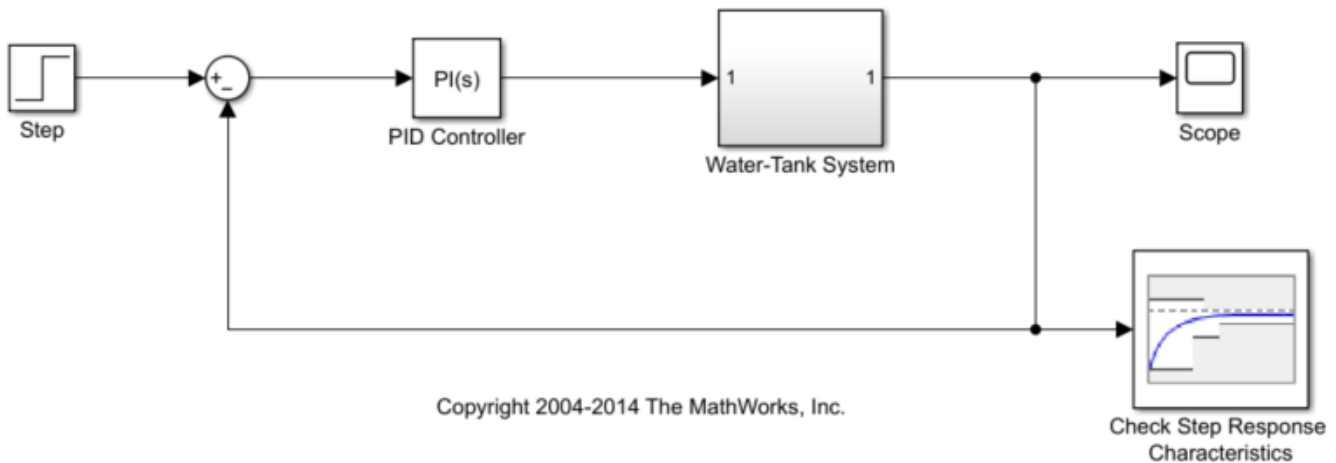 +
−
PI(s)
1
1
Step
PID Controller
Water-Tank System
Scope
Copyright 2004-2014 The MathWorks, Inc.
Check Step Response
Characteristics